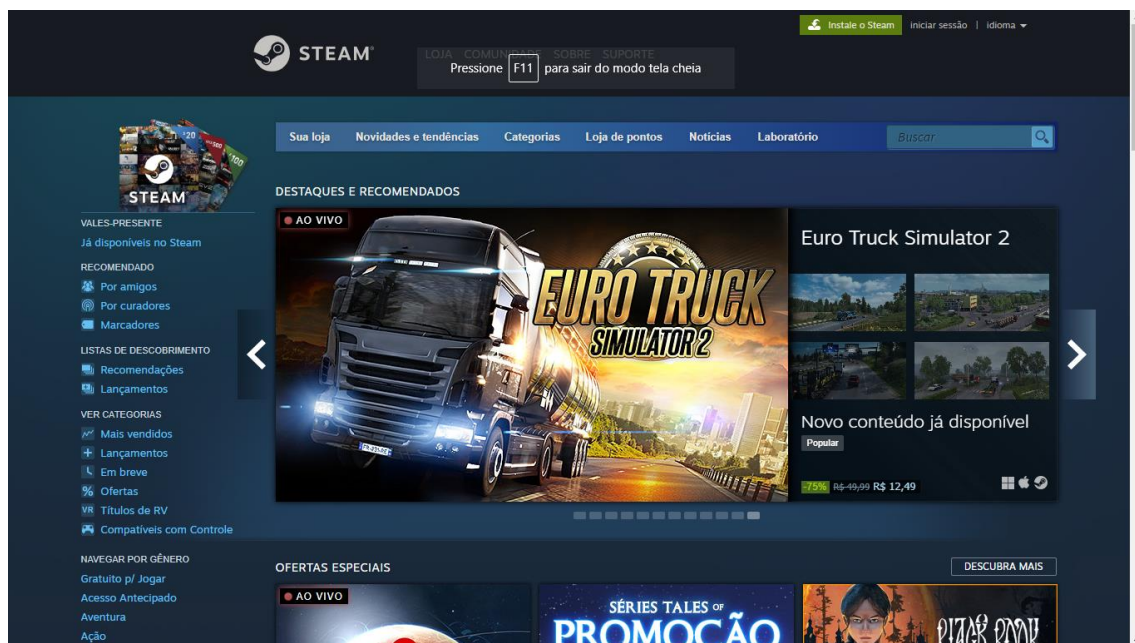 Instale o Steam
iniciar sessão | idioma
STEAM®
LOJA COMUNIDADE SOBRE SUPORTE
Pressione F11 para sair do modo tela cheia
Sua loja
Novidades e tendências
Categorias
Loja de pontos
Notícias
Laboratório
Buscar
STEAM
VALES-PRESENTE
Já disponíveis no Steam
RECOMENDADO
Por amigos
Por curadores
Marcadores
LISTAS DE DESCOBRIMENTO
Recomendações
Lançamentos
VER CATEGORIAS
Mais vendidos
Lançamentos
Em breve
Ofertas
VR Títulos de RV
Compatíveis com Controle
NAVEGAR POR GÊNERO
Gratuito p/ Jogar
Acesso Antecipado
Aventura
Ação
DESTAQUES E RECOMENDADOS
AO VIVO
EURO TRUCK
SIMULATOR 2
Euro Truck Simulator 2
Novo conteúdo já disponível
Popular
-75% R$ 49,99 R$ 12,49
OFERTAS ESPECIAIS
DESCUBRA MAIS
AO VIVO
SÉRIES TALES OF
PROMOÇÃO